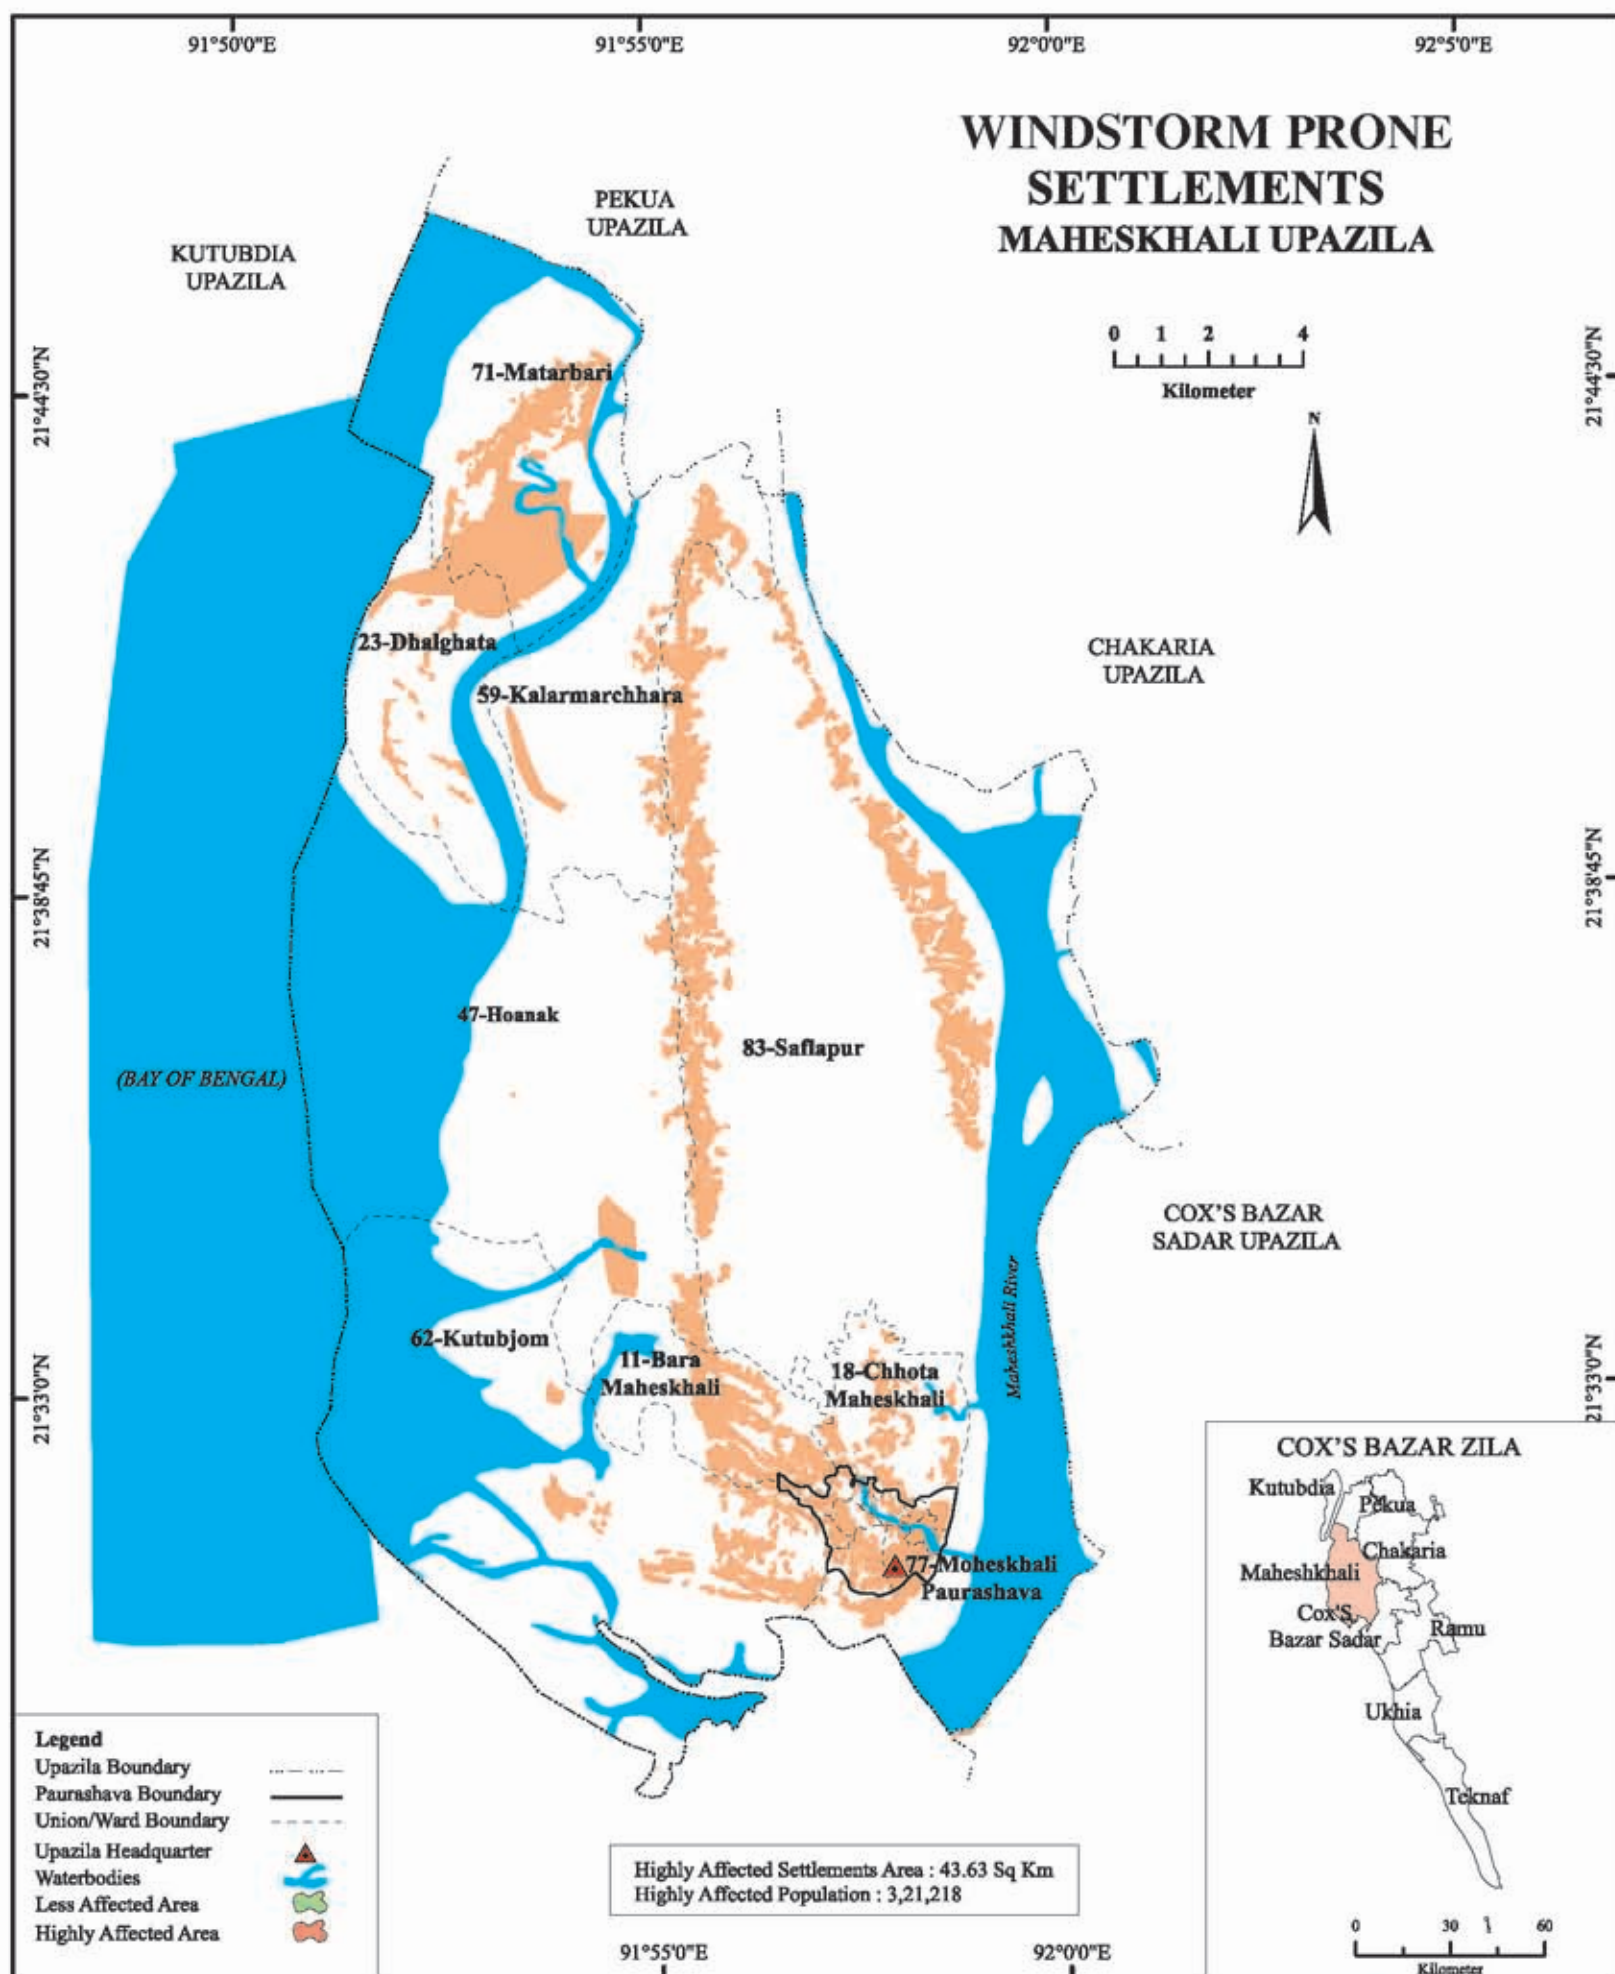 91°50'0"E
91°55'0"E
92°0'0"E
92°5'0"E
WINDSTORM PRONE
SETTLEMENTS
MAHESKHALI UPAZILA
PEKUA
UPAZILA
KUTUBDIA
UPAZILA
0 1 2 4
Kilometer
N
21°44'30"N
21°44'30"N
71-Matarbari
23-Dhalghata
CHAKARIA
UPAZILA
59-Kalarmarchhara
21°38'45"N
21°38'45"N
47-Hoanak
83-Saflapur
(BAY OF BENGAL)
COX'S BAZAR
SADAR UPAZILA
Maheshkhali River
62-Kutubjom
11-Bara
Maheskhali
18-Chhota
Maheskhali
21°33'0"N
21°33'0"N
77-Moheskhali
Paurashava
COX'S BAZAR ZILA
Kutubdia
Pekua
Chakaria
Maheshkhali
Cox'S
Bazar Sadar
Ramu
Ukhia
Teknaf
0 30 60
Kilometer
Legend
Upazila Boundary
Paurashava Boundary
Union/Ward Boundary
Upazila Headquarter
Waterbodies
Less Affected Area
Highly Affected Area
Highly Affected Settlements Area : 43.63 Sq Km
Highly Affected Population : 3,21,218
91°55'0"E
92°0'0"E